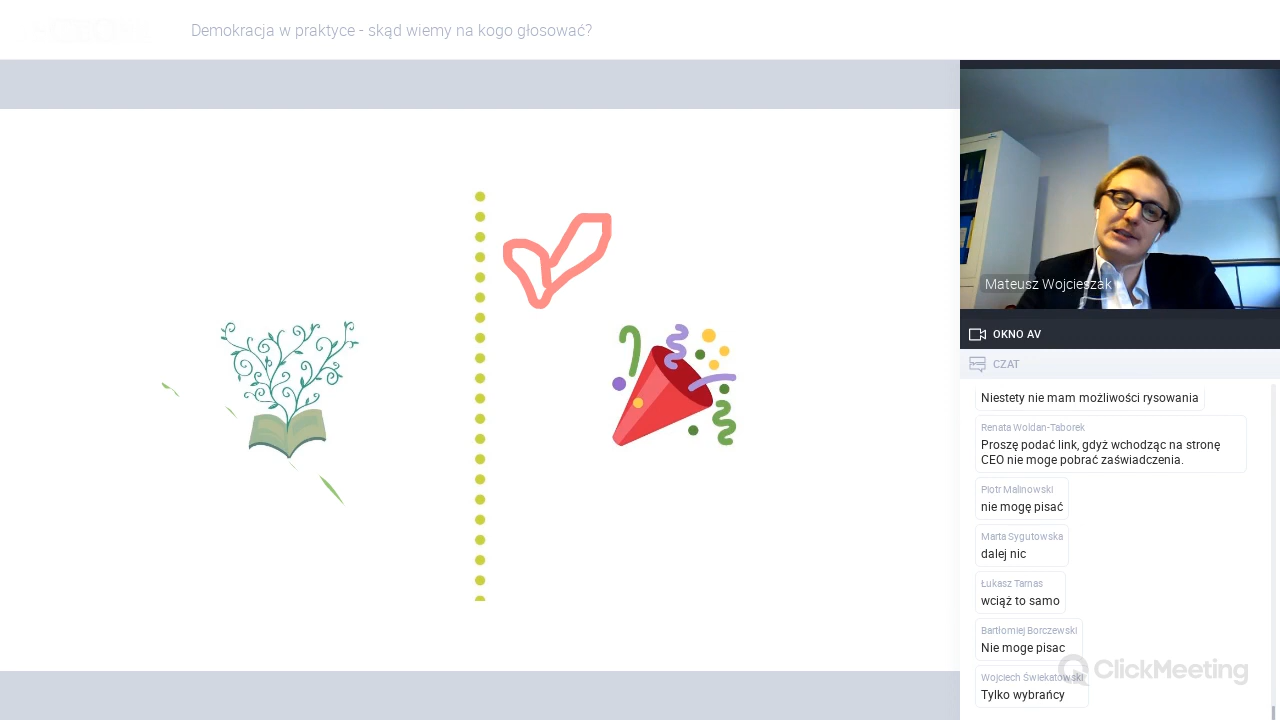 Demokracja w praktyce - skąd wiemy na kogo głosować?
Mateusz Wojcieszak
OKNO AV
CZAT
Niestety nie mam możliwości rysowania
Renata Woldan-Taborek
Proszę podać link, gdyż wchodząc na stronę
CEO nie moge pobrać zaświadczenia.
Piotr Malinowski
nie mogę pisać
Marta Sygutowska
dalej nic
Łukasz Tarnas
wciąż to samo
Bartłomiej Borczewski
Nie moge pisac
Wojciech Świekatowski
Tylko wybrańcy
ClickMeeting